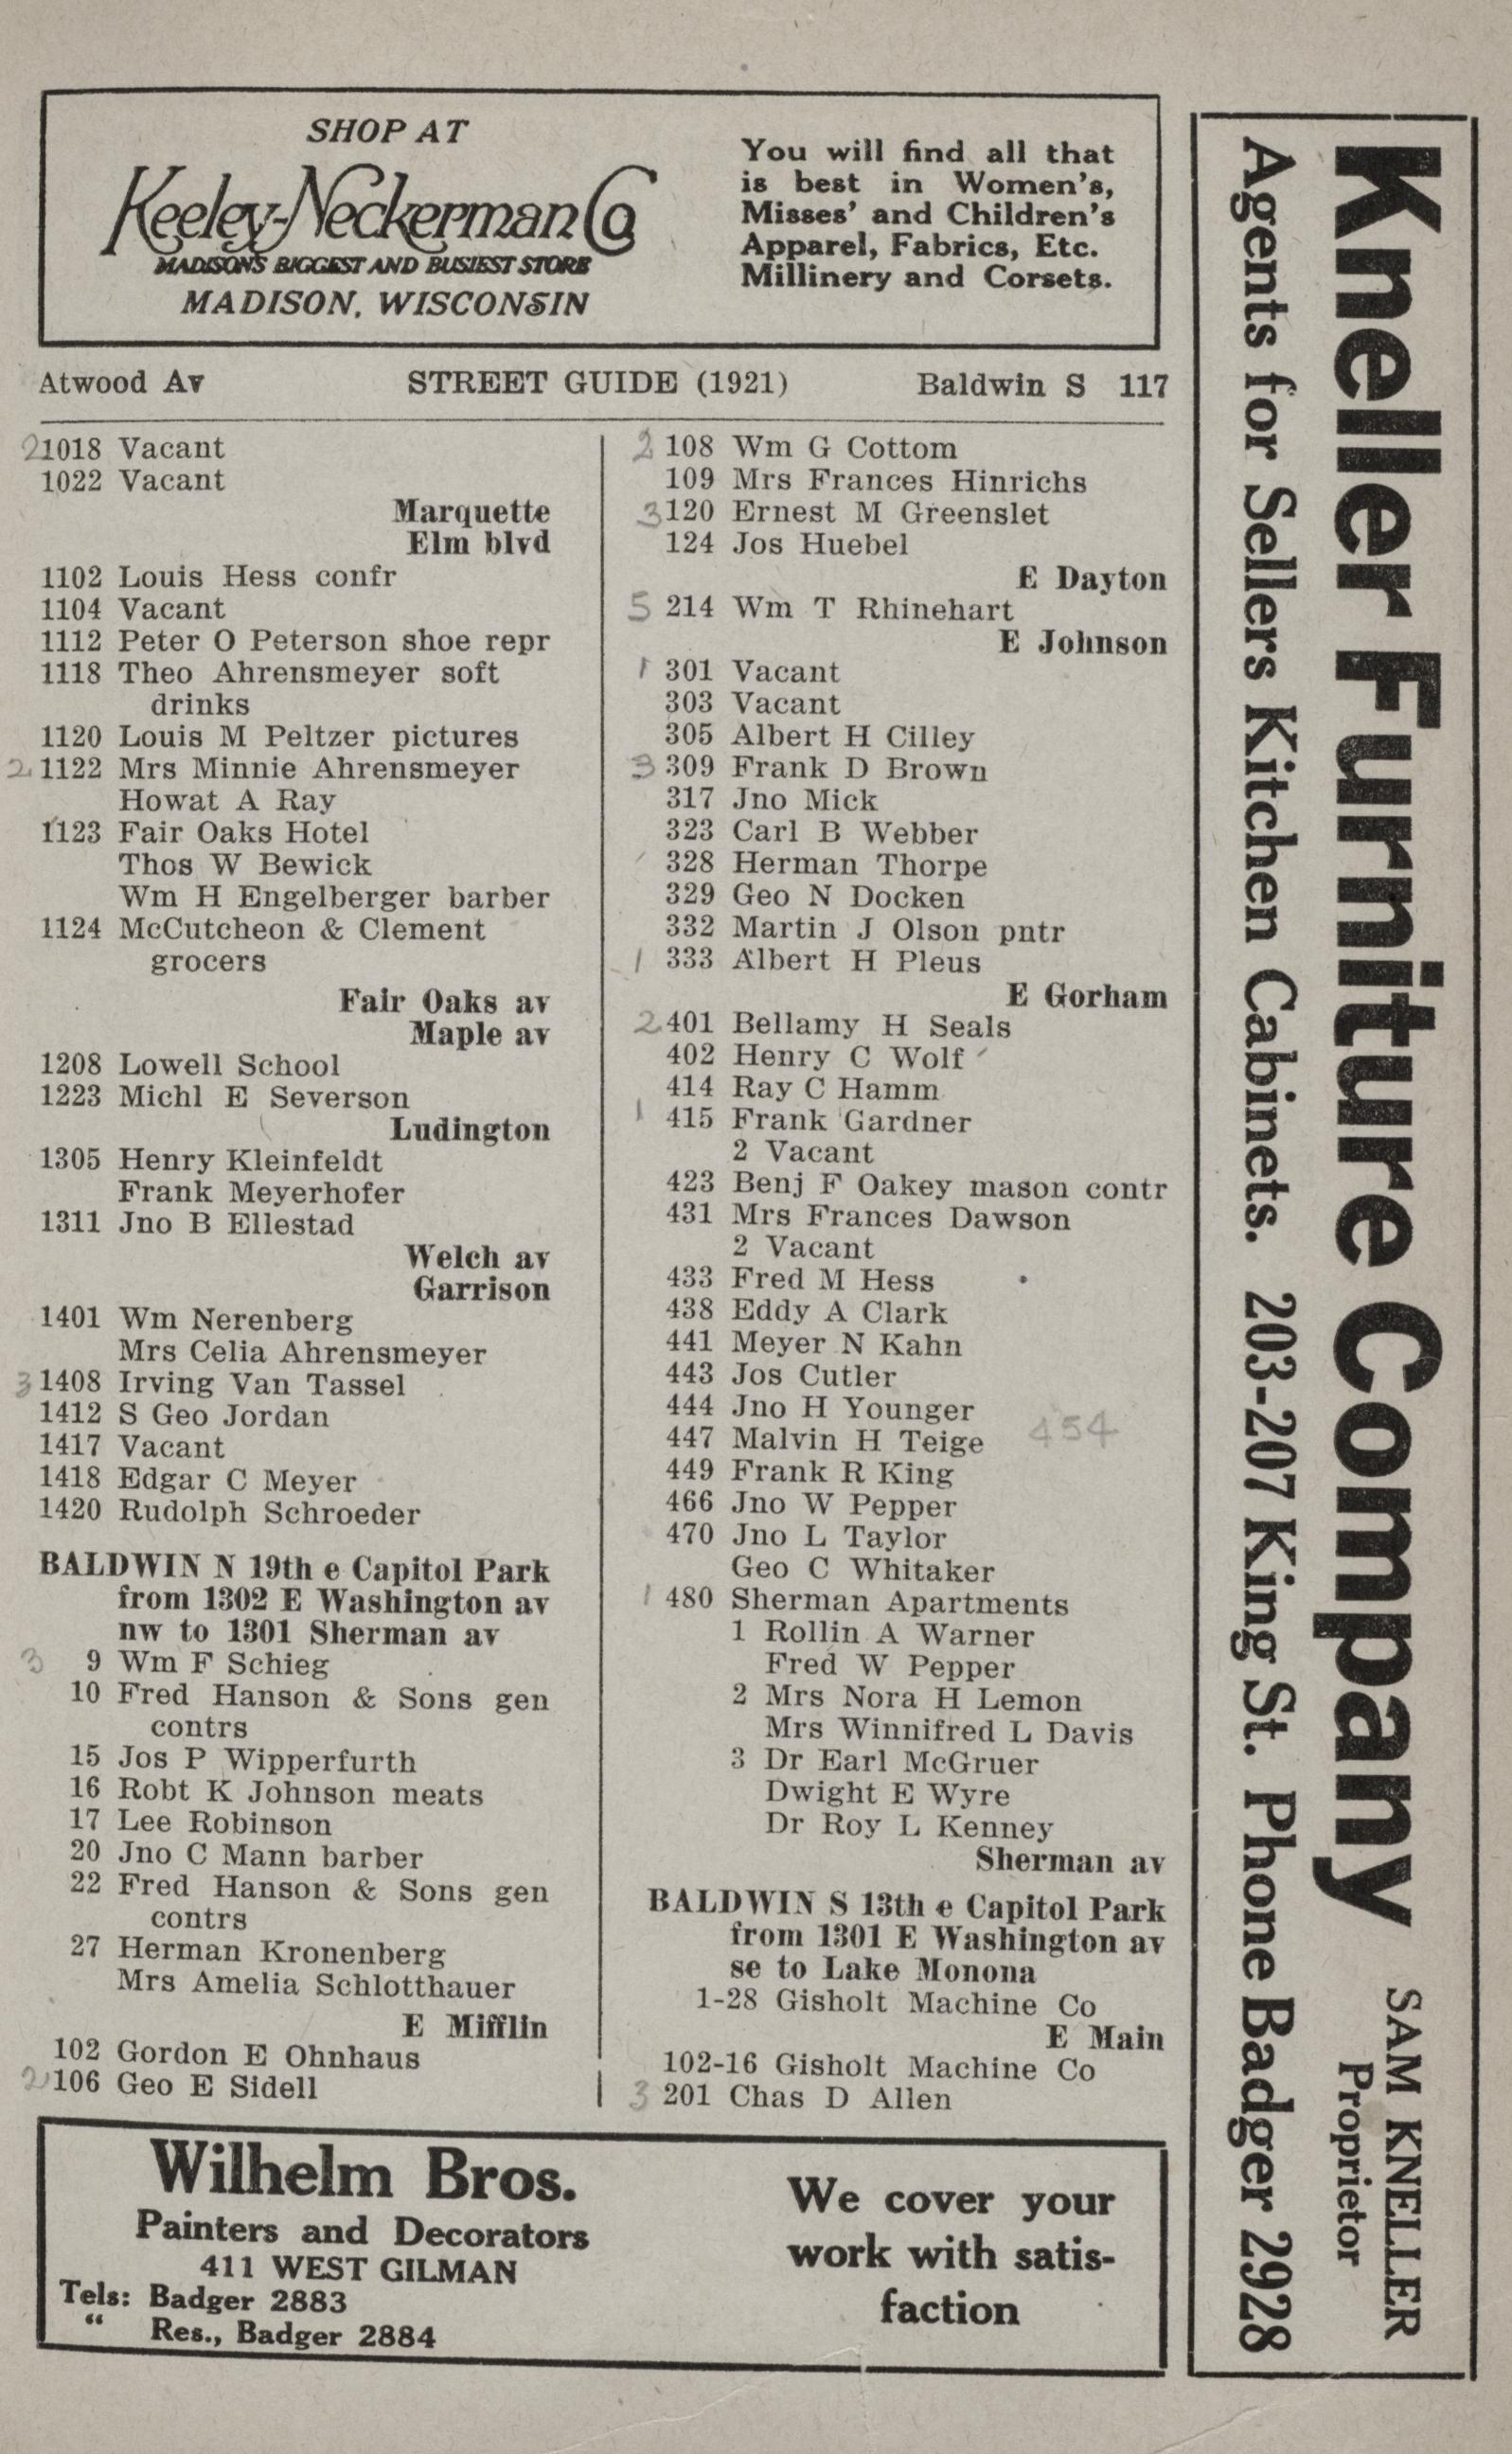 SHOP AT
Keeley-Neckerman Co
MADISON'S BIGGEST AND BUSIEST STORE
MADISON, WISCONSIN
You will find all that
is best in Women's,
Misses' and Children's
Apparel, Fabrics, Etc.
Millinery and Corsets.
Atwood Av STREET GUIDE (1921) Baldwin S 117
2 1018 Vacant
1022 Vacant
Marquette
Elm blvd
1102 Louis Hess confr
1104 Vacant
1112 Peter O Peterson shoe repr
1118 Theo Ahrensmeyer soft
drinks
1120 Louis M Peltzer pictures
2 1122 Mrs Minnie Ahrensmeyer
Howat A Ray
1123 Fair Oaks Hotel
Thos W Bewick
Wm H Engelberger barber
1124 McCutcheon & Clement
grocers
Fair Oaks av
Maple av
1208 Lowell School
1223 Michl E Severson
Ludington
1305 Henry Kleinfeldt
Frank Meyerhofer
1311 Jno B Ellestad
Welch av
Garrison
1401 Wm Nerenberg
Mrs Celia Ahrensmeyer
3 1408 Irving Van Tassel
1412 S Geo Jordan
1417 Vacant
1418 Edgar C Meyer
1420 Rudolph Schroeder
BALDWIN N 19th e Capitol Park
from 1302 E Washington av
nw to 1301 Sherman av
3 9 Wm F Schieg
10 Fred Hanson & Sons gen
contrs
15 Jos P Wipperfurth
16 Robt K Johnson meats
17 Lee Robinson
20 Jno C Mann barber
22 Fred Hanson & Sons gen
contrs
27 Herman Kronenberg
Mrs Amelia Schlotthauer
E Mifflin
102 Gordon E Ohnhaus
2 106 Geo E Sidell
2 108 Wm G Cottom
109 Mrs Frances Hinrichs
3 120 Ernest M Greenslet
124 Jos Huebel
E Dayton
5 214 Wm T Rhinehart
E Johnson
1 301 Vacant
303 Vacant
305 Albert H Cilley
3 309 Frank D Brown
317 Jno Mick
323 Carl B Webber
328 Herman Thorpe
329 Geo N Docken
332 Martin J Olson pntr
1 333 Albert H Pleus
E Gorham
2 401 Bellamy H Seals
402 Henry C Wolf
414 Ray C Hamm
1 415 Frank Gardner
2 Vacant
423 Benj F Oakey mason contr
431 Mrs Frances Dawson
2 Vacant
433 Fred M Hess
438 Eddy A Clark
441 Meyer N Kahn
443 Jos Cutler
444 Jno H Younger
447 Malvin H Teige 454
449 Frank R King
466 Jno W Pepper
470 Jno L Taylor
Geo C Whitaker
1 480 Sherman Apartments
1 Rollin A Warner
Fred W Pepper
2 Mrs Nora H Lemon
Mrs Winnifred L Davis
3 Dr Earl McGruer
Dwight E Wyre
Dr Roy L Kenney
Sherman av
BALDWIN S 13th e Capitol Park
from 1301 E Washington av
se to Lake Monona
1-28 Gisholt Machine Co
E Main
102-16 Gisholt Machine Co
3 201 Chas D Allen
Wilhelm Bros.
Painters and Decorators
411 WEST GILMAN
Tels: Badger 2883
" Res., Badger 2884
We cover your
work with satis-
faction
Kneller Furniture Company
SAM KNELLER
Proprietor
Agents for Sellers Kitchen Cabinets. 203-207 King St. Phone Badger 2928